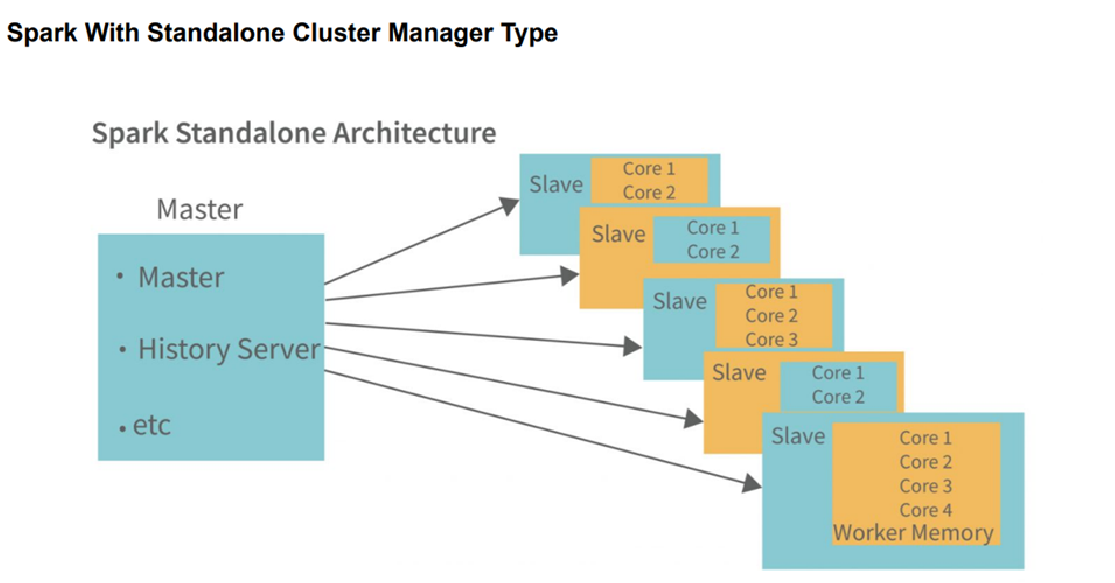 Spark With Standalone Cluster Manager Type
Spark Standalone Architecture
Master
• Master
• History Server
• etc
Slave
Core 1
Core 2
Slave
Core 1
Core 2
Slave
Core 1
Core 2
Core 3
Slave
Core 1
Core 2
Slave
Core 1
Core 2
Core 3
Core 4
Worker Memory